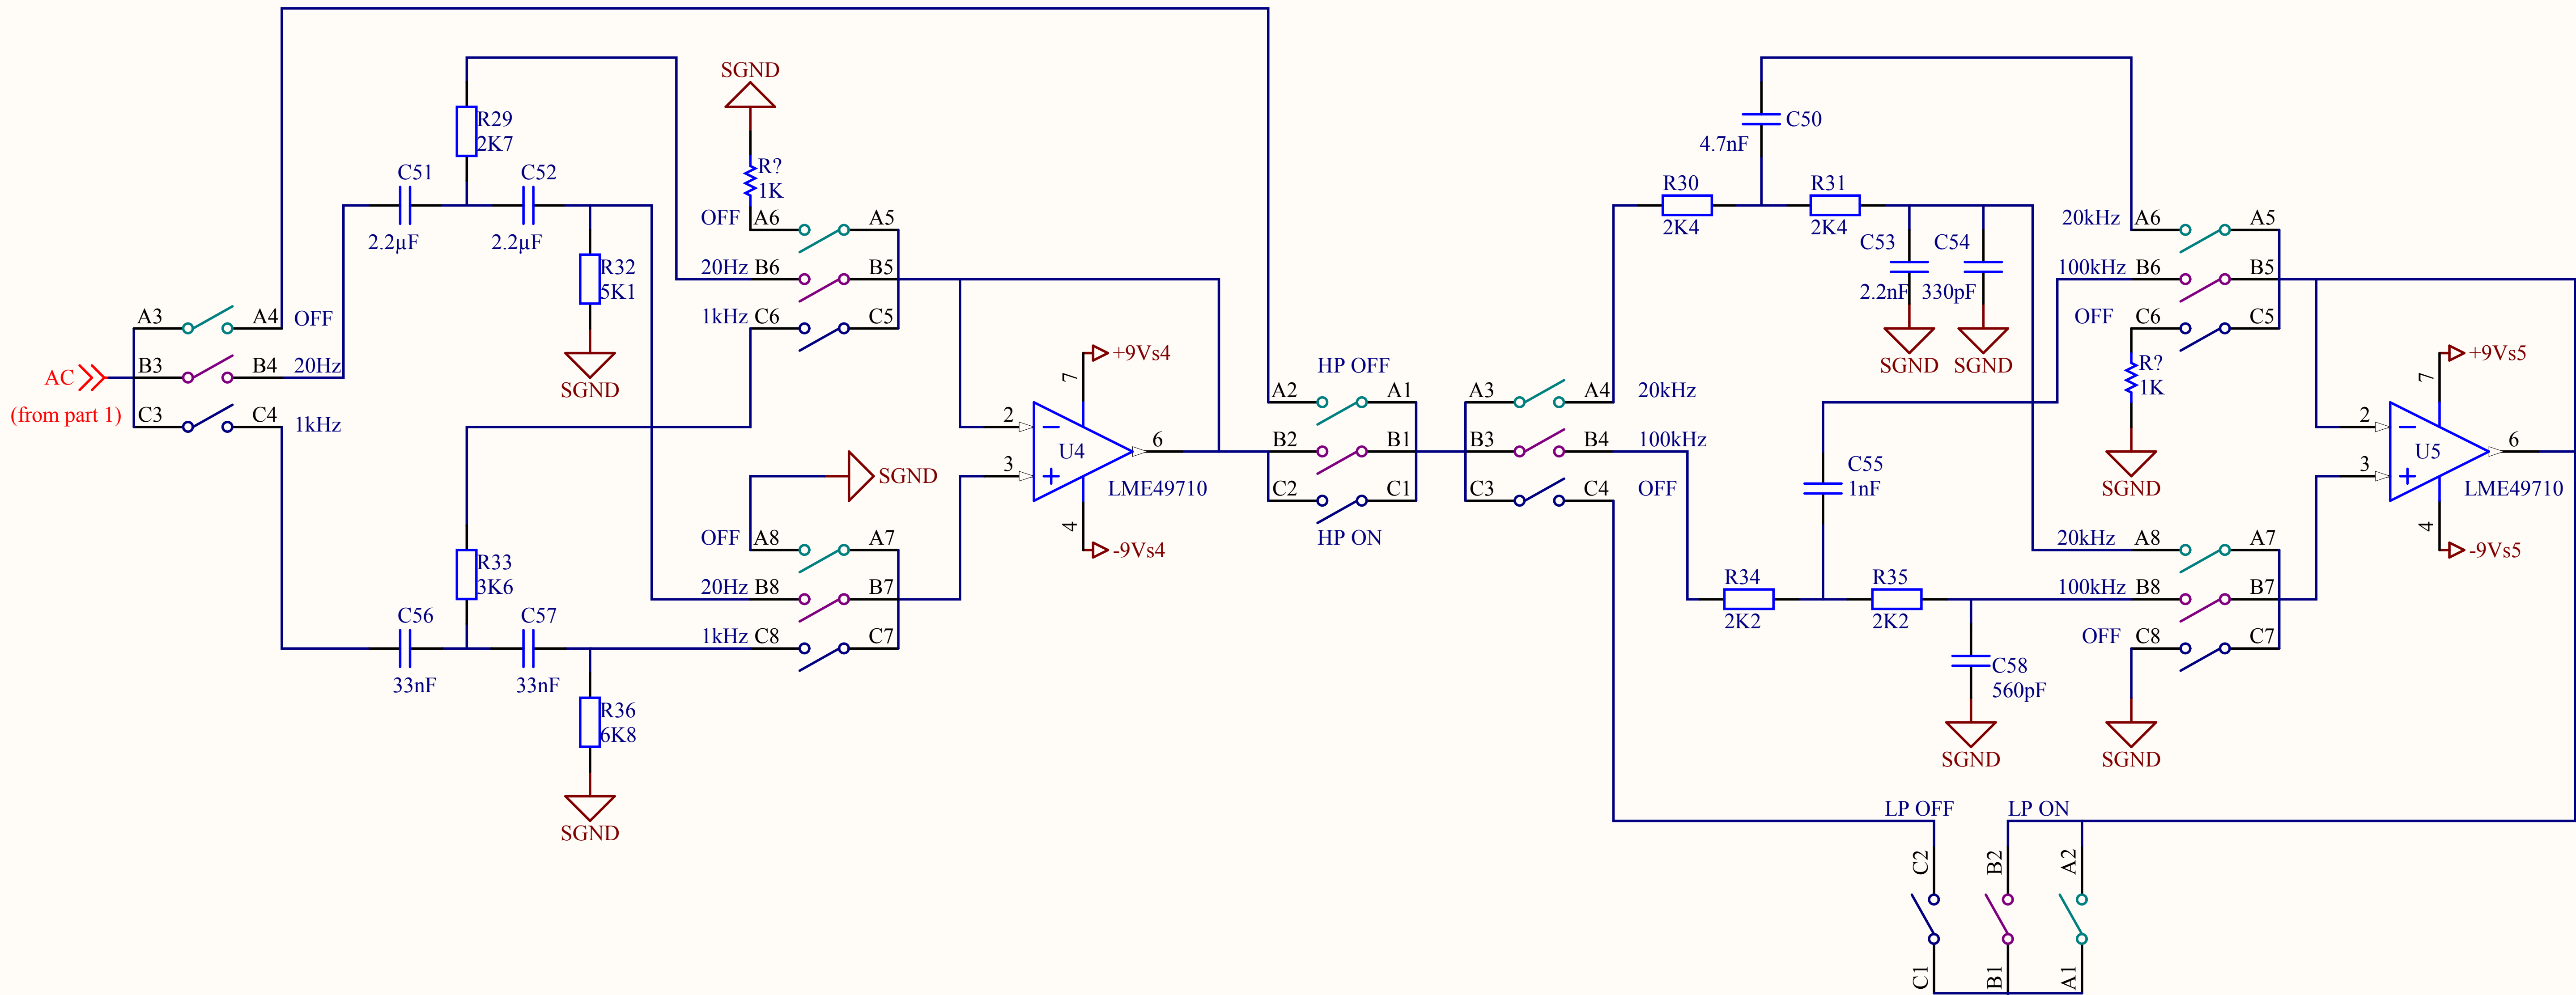 SGND
R29
2K7
C51
2.2µF
C52
2.2µF
R32
5K1
SGND
R?
1K
OFF A6 A5
20Hz B6 B5
1kHz C6 C5
A3 A4 OFF
AC B3 B4 20Hz
(from part 1) C3 C4 1kHz
+9Vs4
7
2
3
U4
6
LME49710
4
-9Vs4
SGND
OFF A8 A7
20Hz B8 B7
1kHz C8 C7
R33
3K6
C56
33nF
C57
33nF
R36
6K8
SGND
HP OFF
A2 A1
B2 B1
C2 C1
HP ON
A3 A4 20kHz
B3 B4 100kHz
C3 C4 OFF
C50
4.7nF
R30
2K4
R31
2K4
C53
2.2nF
C54
330pF
SGND
SGND
C55
1nF
R34
2K2
R35
2K2
C58
560pF
SGND
20kHz A6 A5
100kHz B6 B5
OFF C6 C5
R?
1K
SGND
+9Vs5
7
2
3
U5
6
LME49710
4
-9Vs5
20kHz A8 A7
100kHz B8 B7
OFF C8 C7
SGND
LP OFF
LP ON
C2
B2
A2
C1
B1
A1